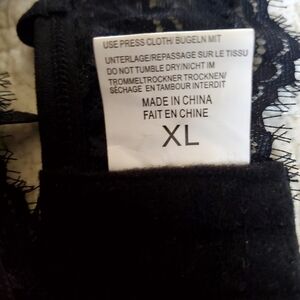 USE PRESS CLOTH/ BUGELN MIT
UNTERLAGE/REPASSAGE SUR LE TISSU
DO NOT TUMBLE DRY/NICHT IM
TROMMELTROCKNER TROCKNEN/
SÉCHAGE EN TAMBOUR INTERDIT
MADE IN CHINA
FAIT EN CHINE
XL